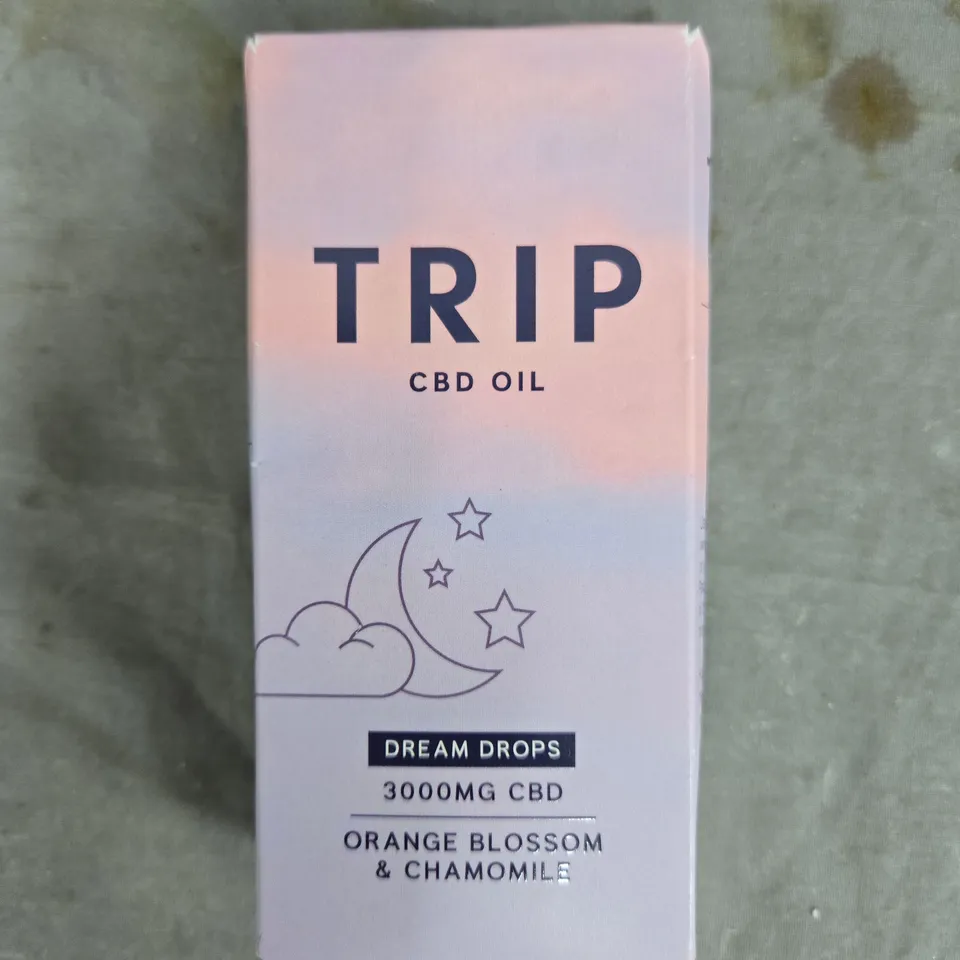 TRIP
CBD OIL
DREAM DROPS
3000MG CBD
ORANGE BLOSSOM
& CHAMOMILE